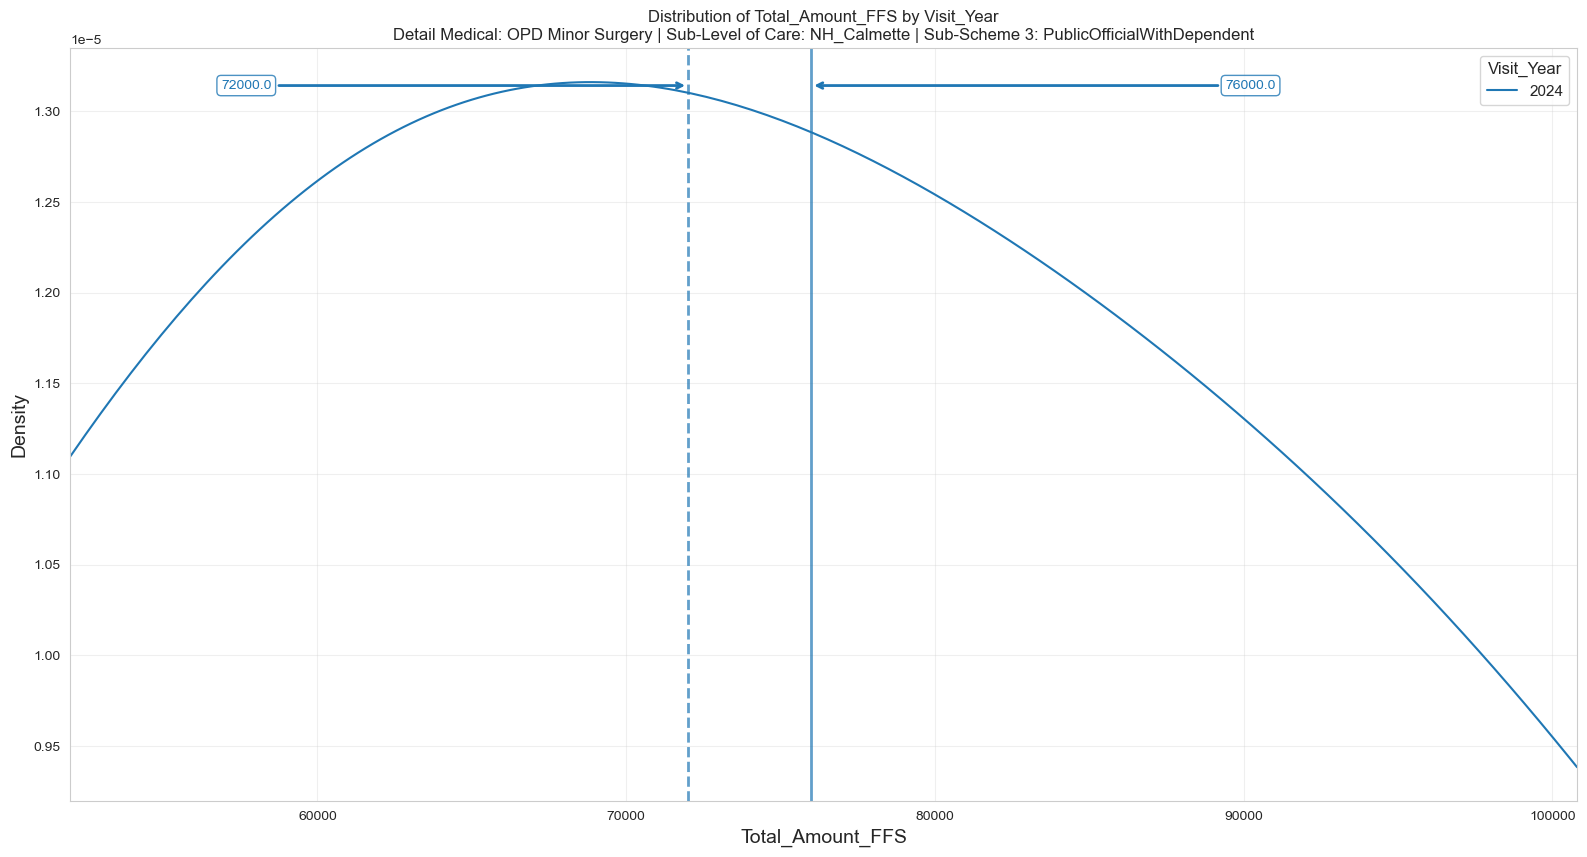 Distribution of Total_Amount_FFS by Visit_Year
Detail Medical: OPD Minor Surgery | Sub-Level of Care: NH_Calmette | Sub-Scheme 3: PublicOfficialWithDependent
1e−5
72000.0
76000.0
Visit_Year
2024
1.30
1.25
1.20
1.15
1.10
1.05
1.00
0.95
Density
60000
70000
80000
90000
100000
Total_Amount_FFS